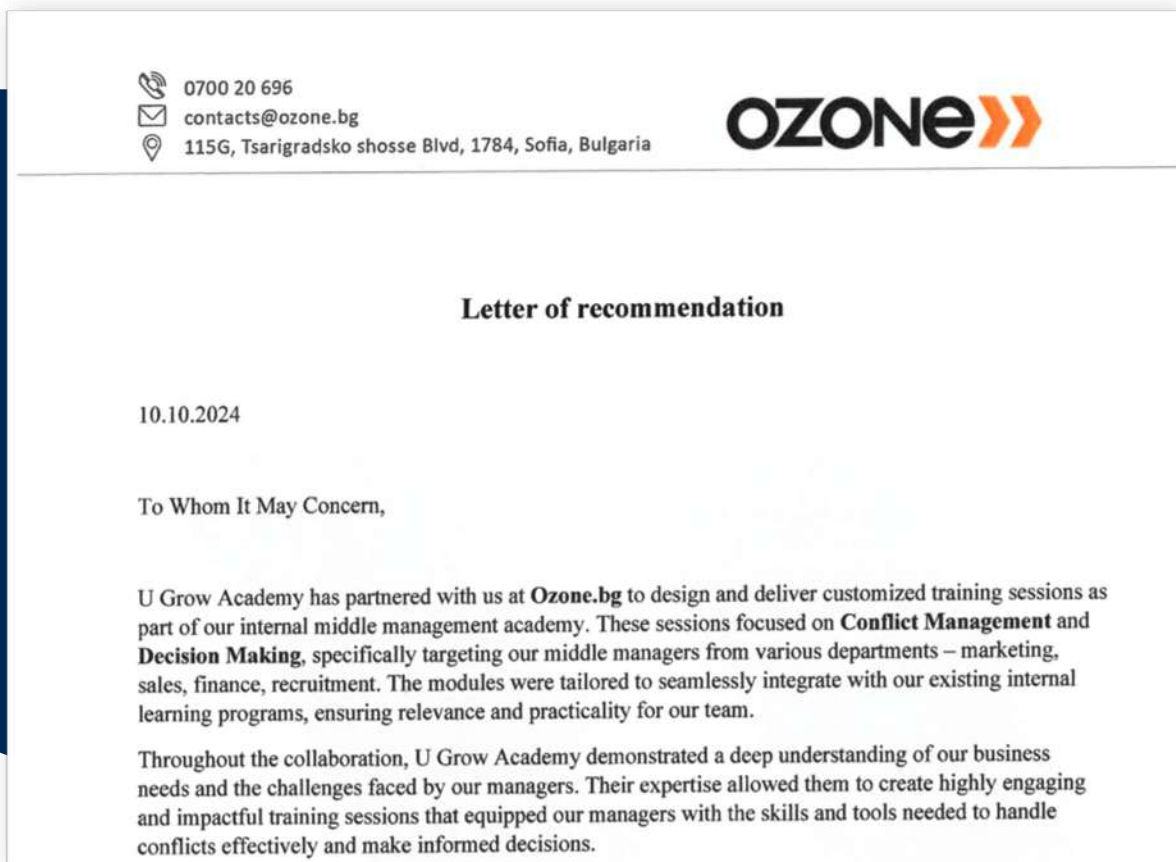 0700 20 696
contacts@ozone.bg
115G, Tsarigradsko shosse Blvd, 1784, Sofia, Bulgaria
OZONe
Letter of recommendation
10.10.2024
To Whom It May Concern,
U Grow Academy has partnered with us at Ozone.bg to design and deliver customized training sessions as
part of our internal middle management academy. These sessions focused on Conflict Management and
Decision Making, specifically targeting our middle managers from various departments – marketing,
sales, finance, recruitment. The modules were tailored to seamlessly integrate with our existing internal
learning programs, ensuring relevance and practicality for our team.
Throughout the collaboration, U Grow Academy demonstrated a deep understanding of our business
needs and the challenges faced by our managers. Their expertise allowed them to create highly engaging
and impactful training sessions that equipped our managers with the skills and tools needed to handle
conflicts effectively and make informed decisions.